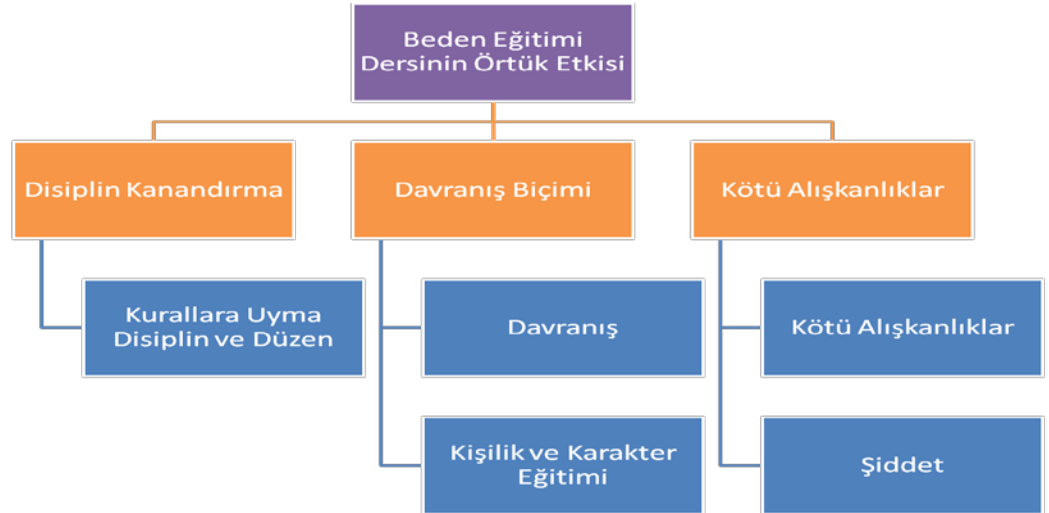 Beden Eğitimi
Dersinin Örtük Etkisi
Disiplin Kanandırma
Davranış Biçimi
Kötü Alışkanlıklar
Kurallara Uyma
Disiplin ve Düzen
Davranış
Kötü Alışkanlıklar
Kişilik ve Karakter
Eğitimi
Şiddet